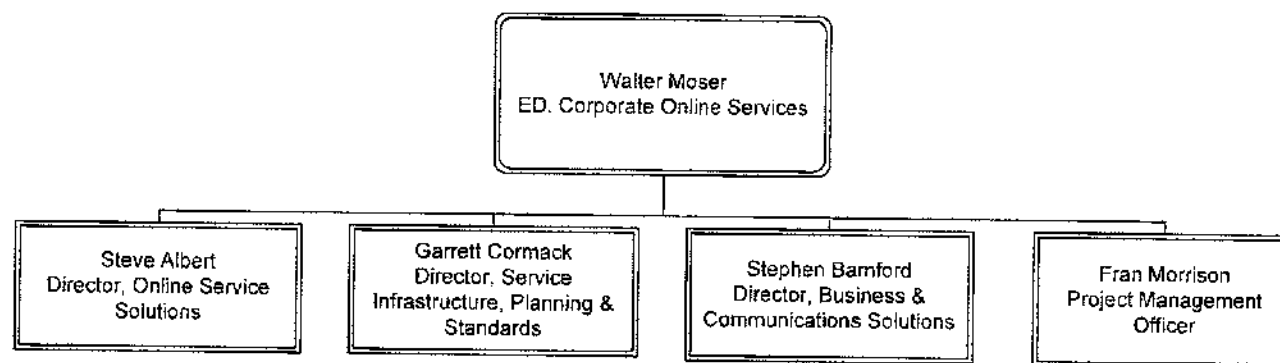 Walter Moser
ED. Corporate Online Services
Steve Albert
Director, Online Service
Solutions
Garrett Cormack
Director, Service
Infrastructure, Planning &
Standards
Stephen Bamford
Director, Business &
Communications Solutions
Fran Morrison
Project Management
Officer